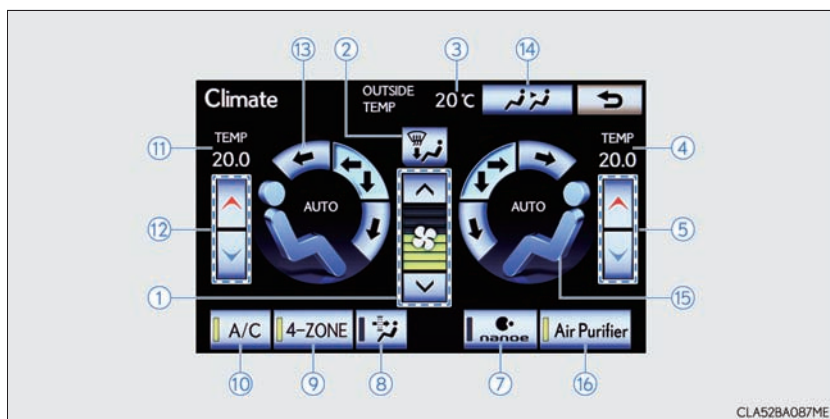 ⑬ ② ③ ⑭
Climate OUTSIDE TEMP 20℃
⑪ TEMP 20.0
TEMP 20.0 ④
AUTO
AUTO
⑫ ⑤
① ⑮
A/C 4-ZONE nanoe Air Purifier
⑩ ⑨ ⑧ ⑦ ⑯
CLA52BA087ME